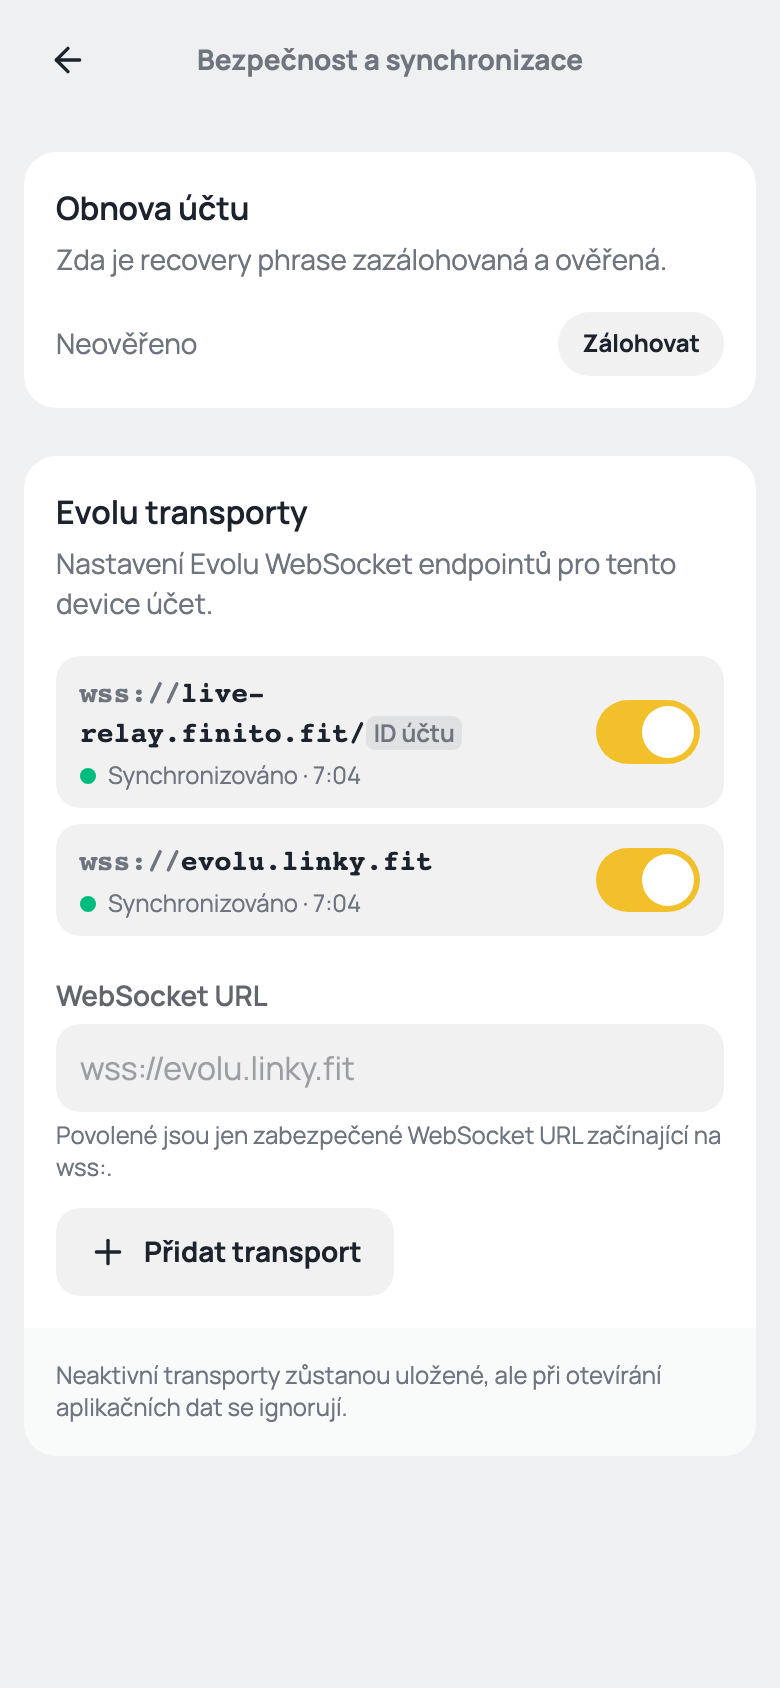 Bezpečnost a synchronizace
Obnova účtu
Zda je recovery phrase zazálohovaná a ověřená.
Neověřeno
Zálohovat
Evolu transporty
Nastavení Evolu WebSocket endpointů pro tento
device účet.
wss://live-
relay.finito.fit/ID účtu
Synchronizováno · 7:04
wss://evolu.linky.fit
Synchronizováno · 7:04
WebSocket URL
wss://evolu.linky.fit
Povolené jsou jen zabezpečené WebSocket URL začínající na
wss:.
Přidat transport
Neaktivní transporty zůstanou uložené, ale při otevírání
aplikačních dat se ignorují.